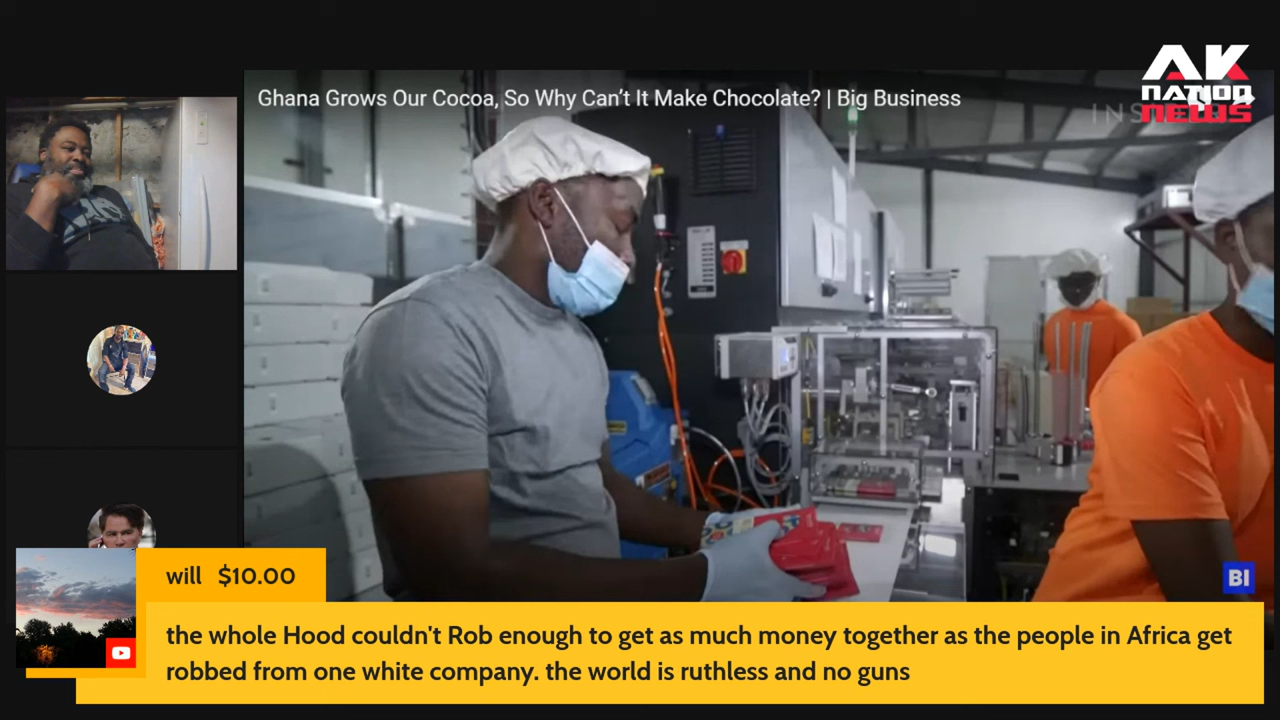 AK
NATION
NEWS
Ghana Grows Our Cocoa, So Why Can't It Make Chocolate? | Big Business
BI
will $10.00
the whole Hood couldn't Rob enough to get as much money together as the people in Africa get
robbed from one white company. the world is ruthless and no guns